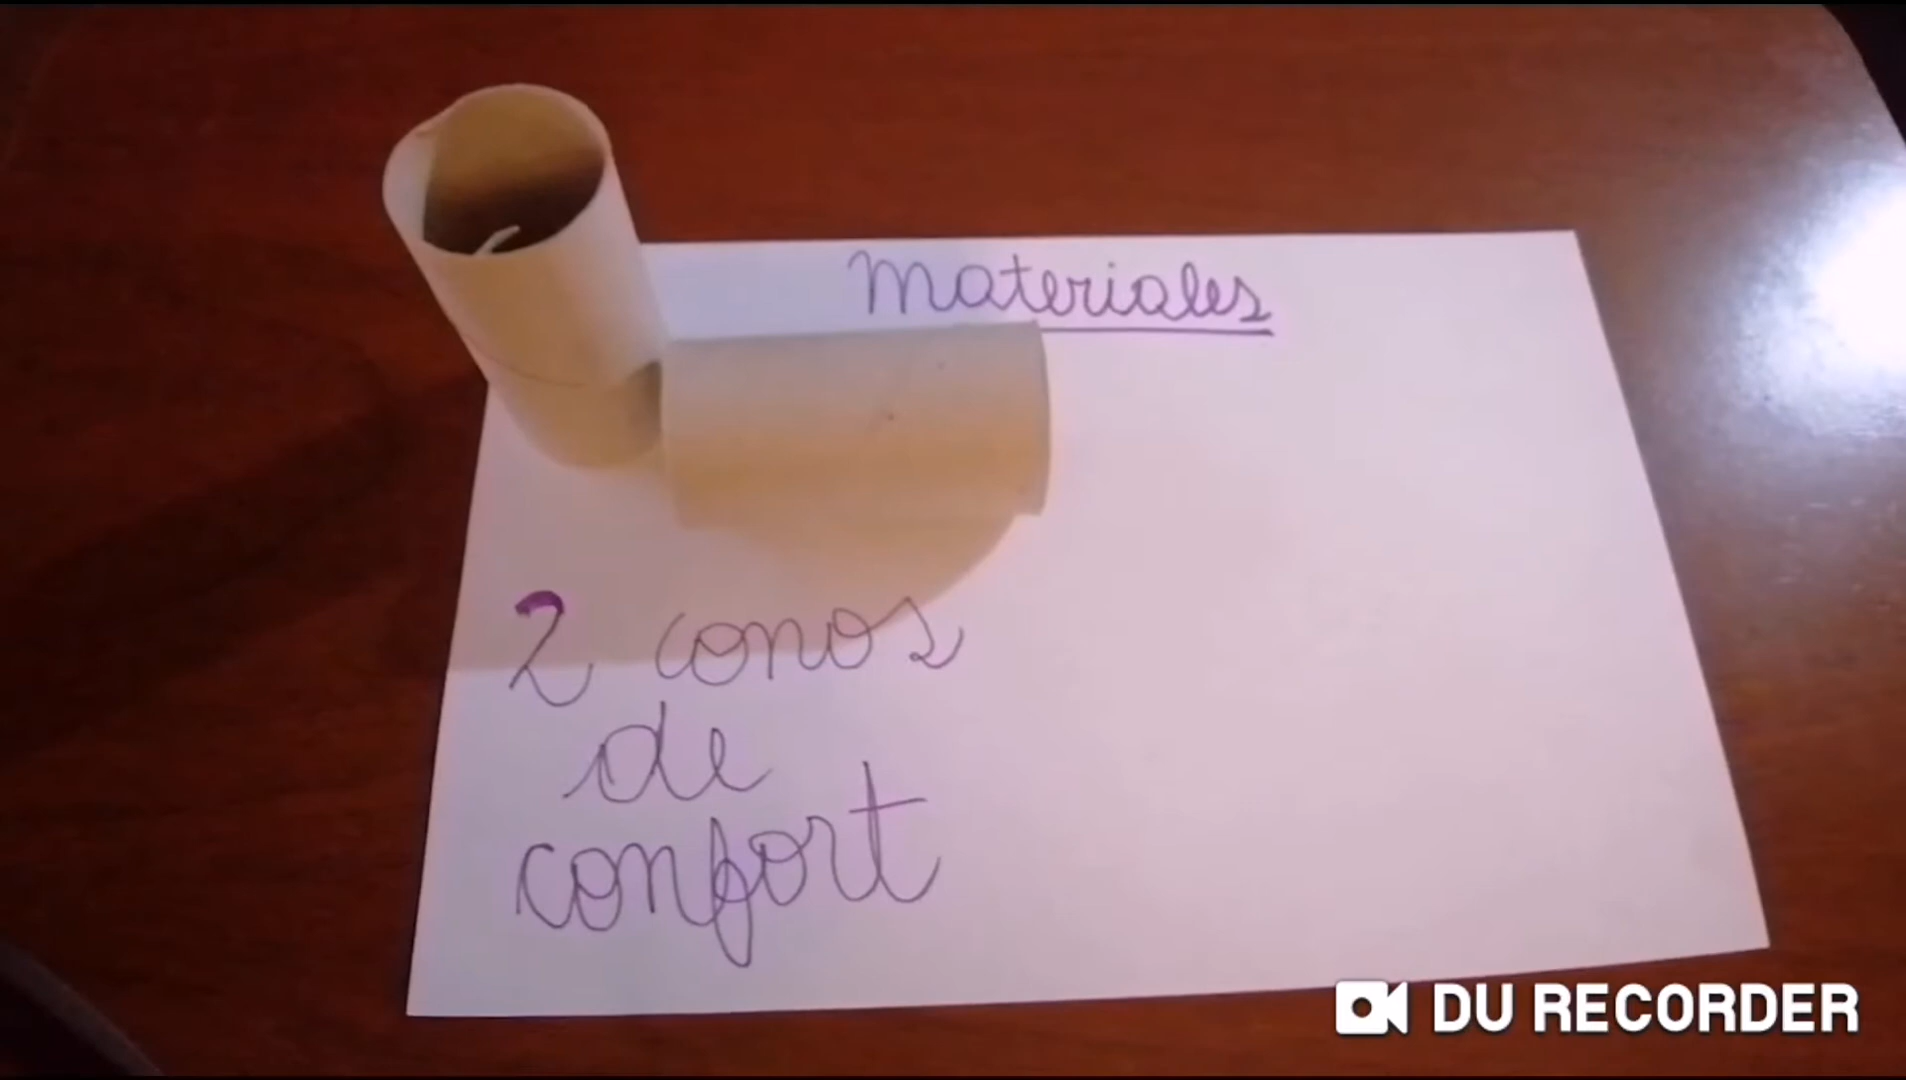 Materiales
2 conos
de
confort
DU RECORDER